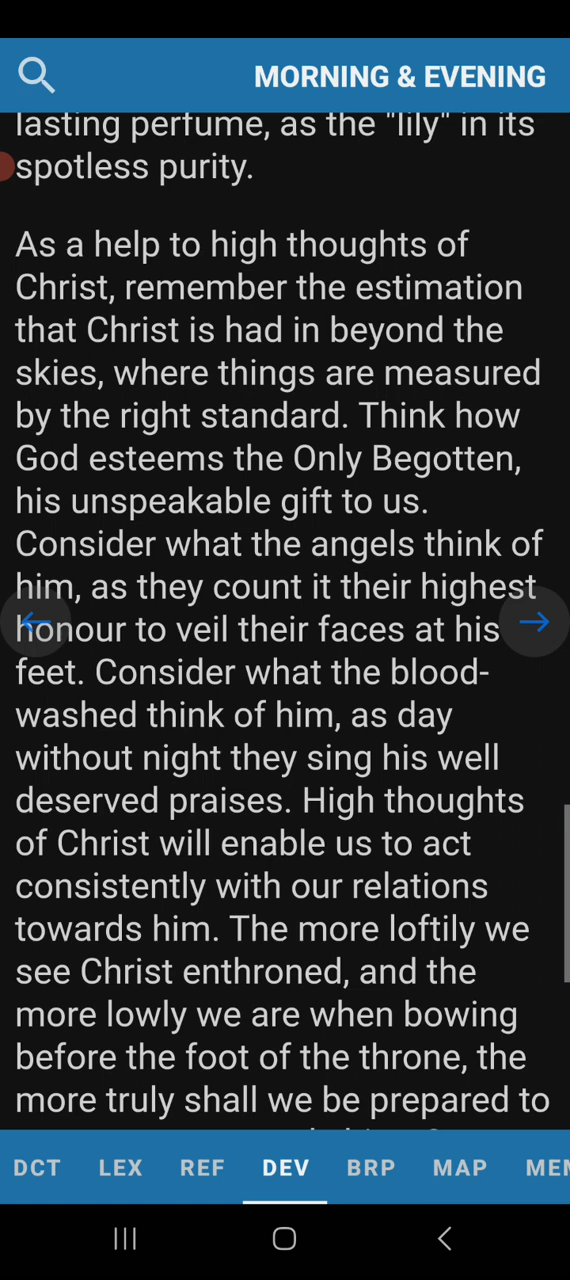 MORNING & EVENING
lasting perfume, as the "lily" in its
spotless purity.
As a help to high thoughts of
Christ, remember the estimation
that Christ is had in beyond the
skies, where things are measured
by the right standard. Think how
God esteems the Only Begotten,
his unspeakable gift to us.
Consider what the angels think of
him, as they count it their highest
honour to veil their faces at his
feet. Consider what the blood-
washed think of him, as day
without night they sing his well
deserved praises. High thoughts
of Christ will enable us to act
consistently with our relations
towards him. The more loftily we
see Christ enthroned, and the
more lowly we are when bowing
before the foot of the throne, the
more truly shall we be prepared to
DCT LEX REF DEV BRP MAP MEM